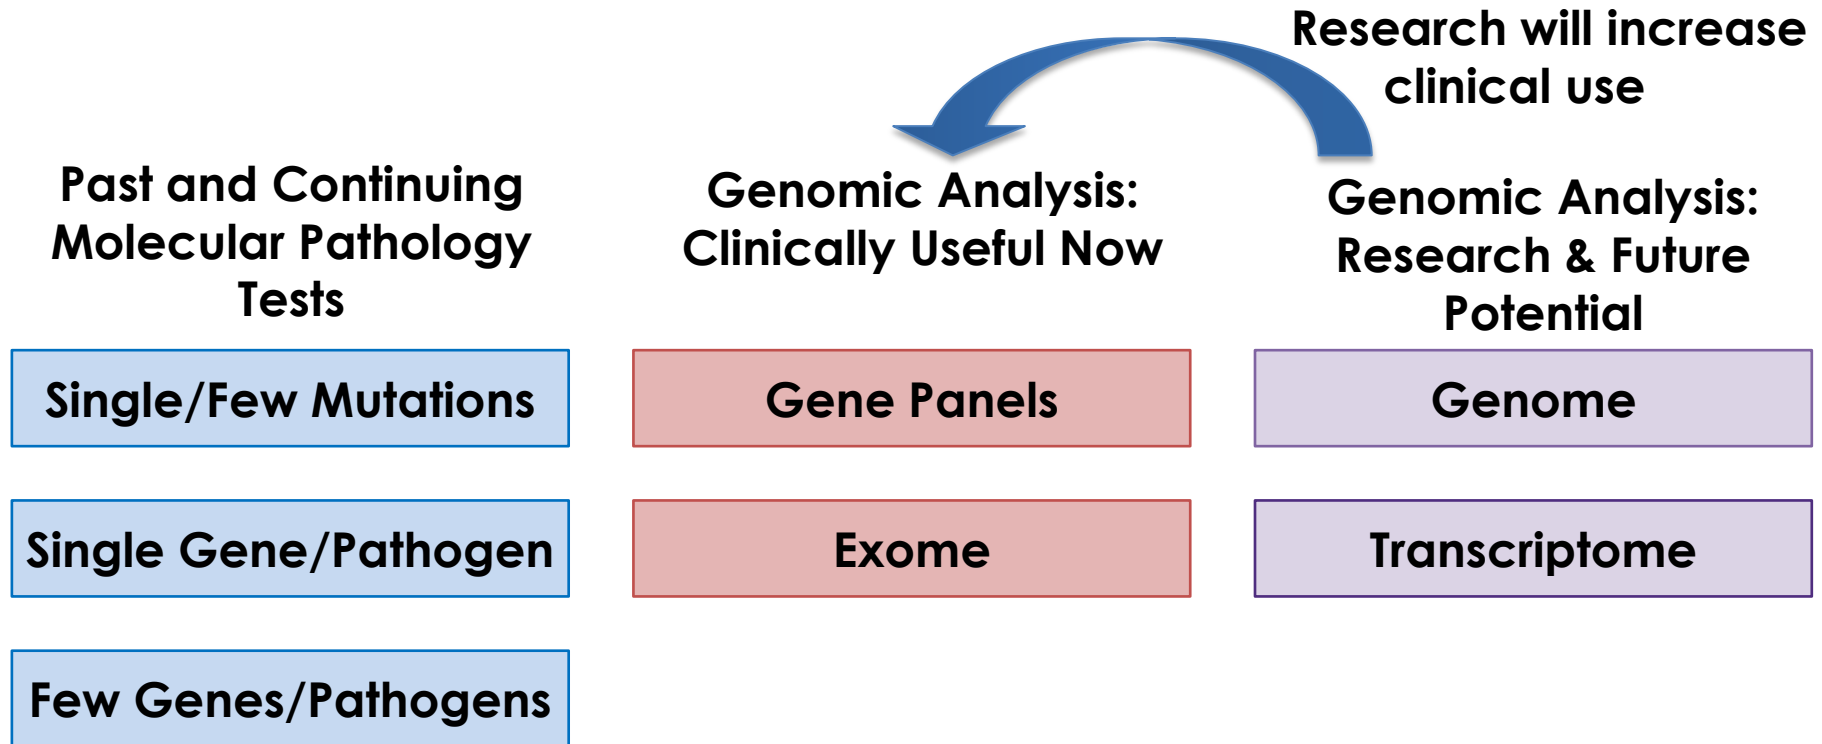 Research will increase
clinical use
Past and Continuing
Molecular Pathology
Tests
Genomic Analysis:
Clinically Useful Now
Genomic Analysis:
Research & Future
Potential
Single/Few Mutations
Gene Panels
Genome
Single Gene/Pathogen
Exome
Transcriptome
Few Genes/Pathogens